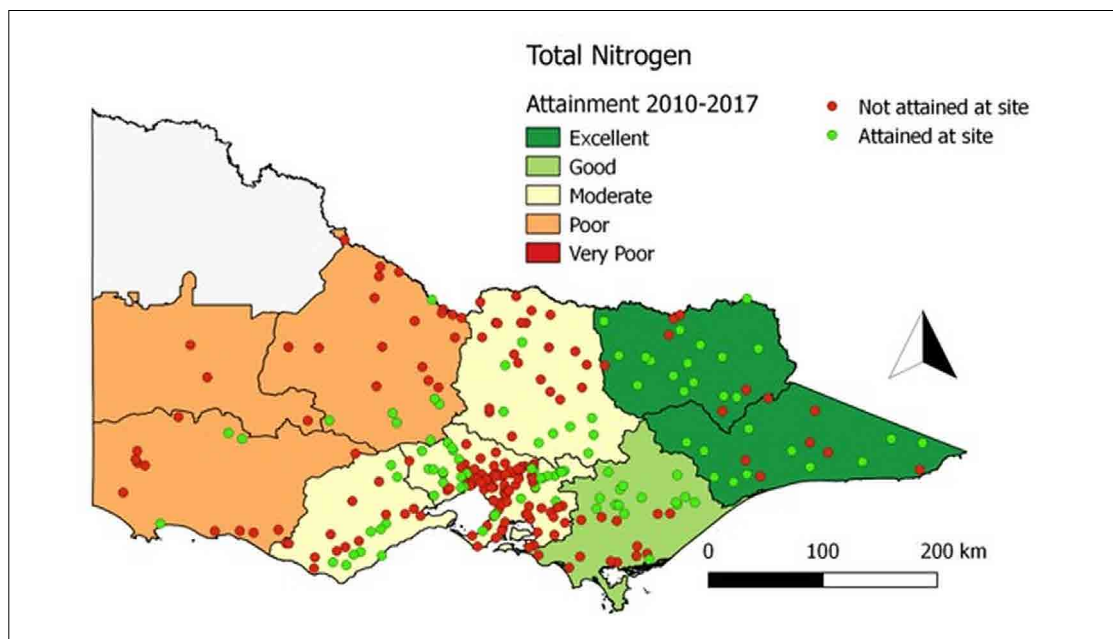 Total Nitrogen
Attainment 2010-2017
Excellent
Good
Moderate
Poor
Very Poor
Not attained at site
Attained at site
0 100 200 km